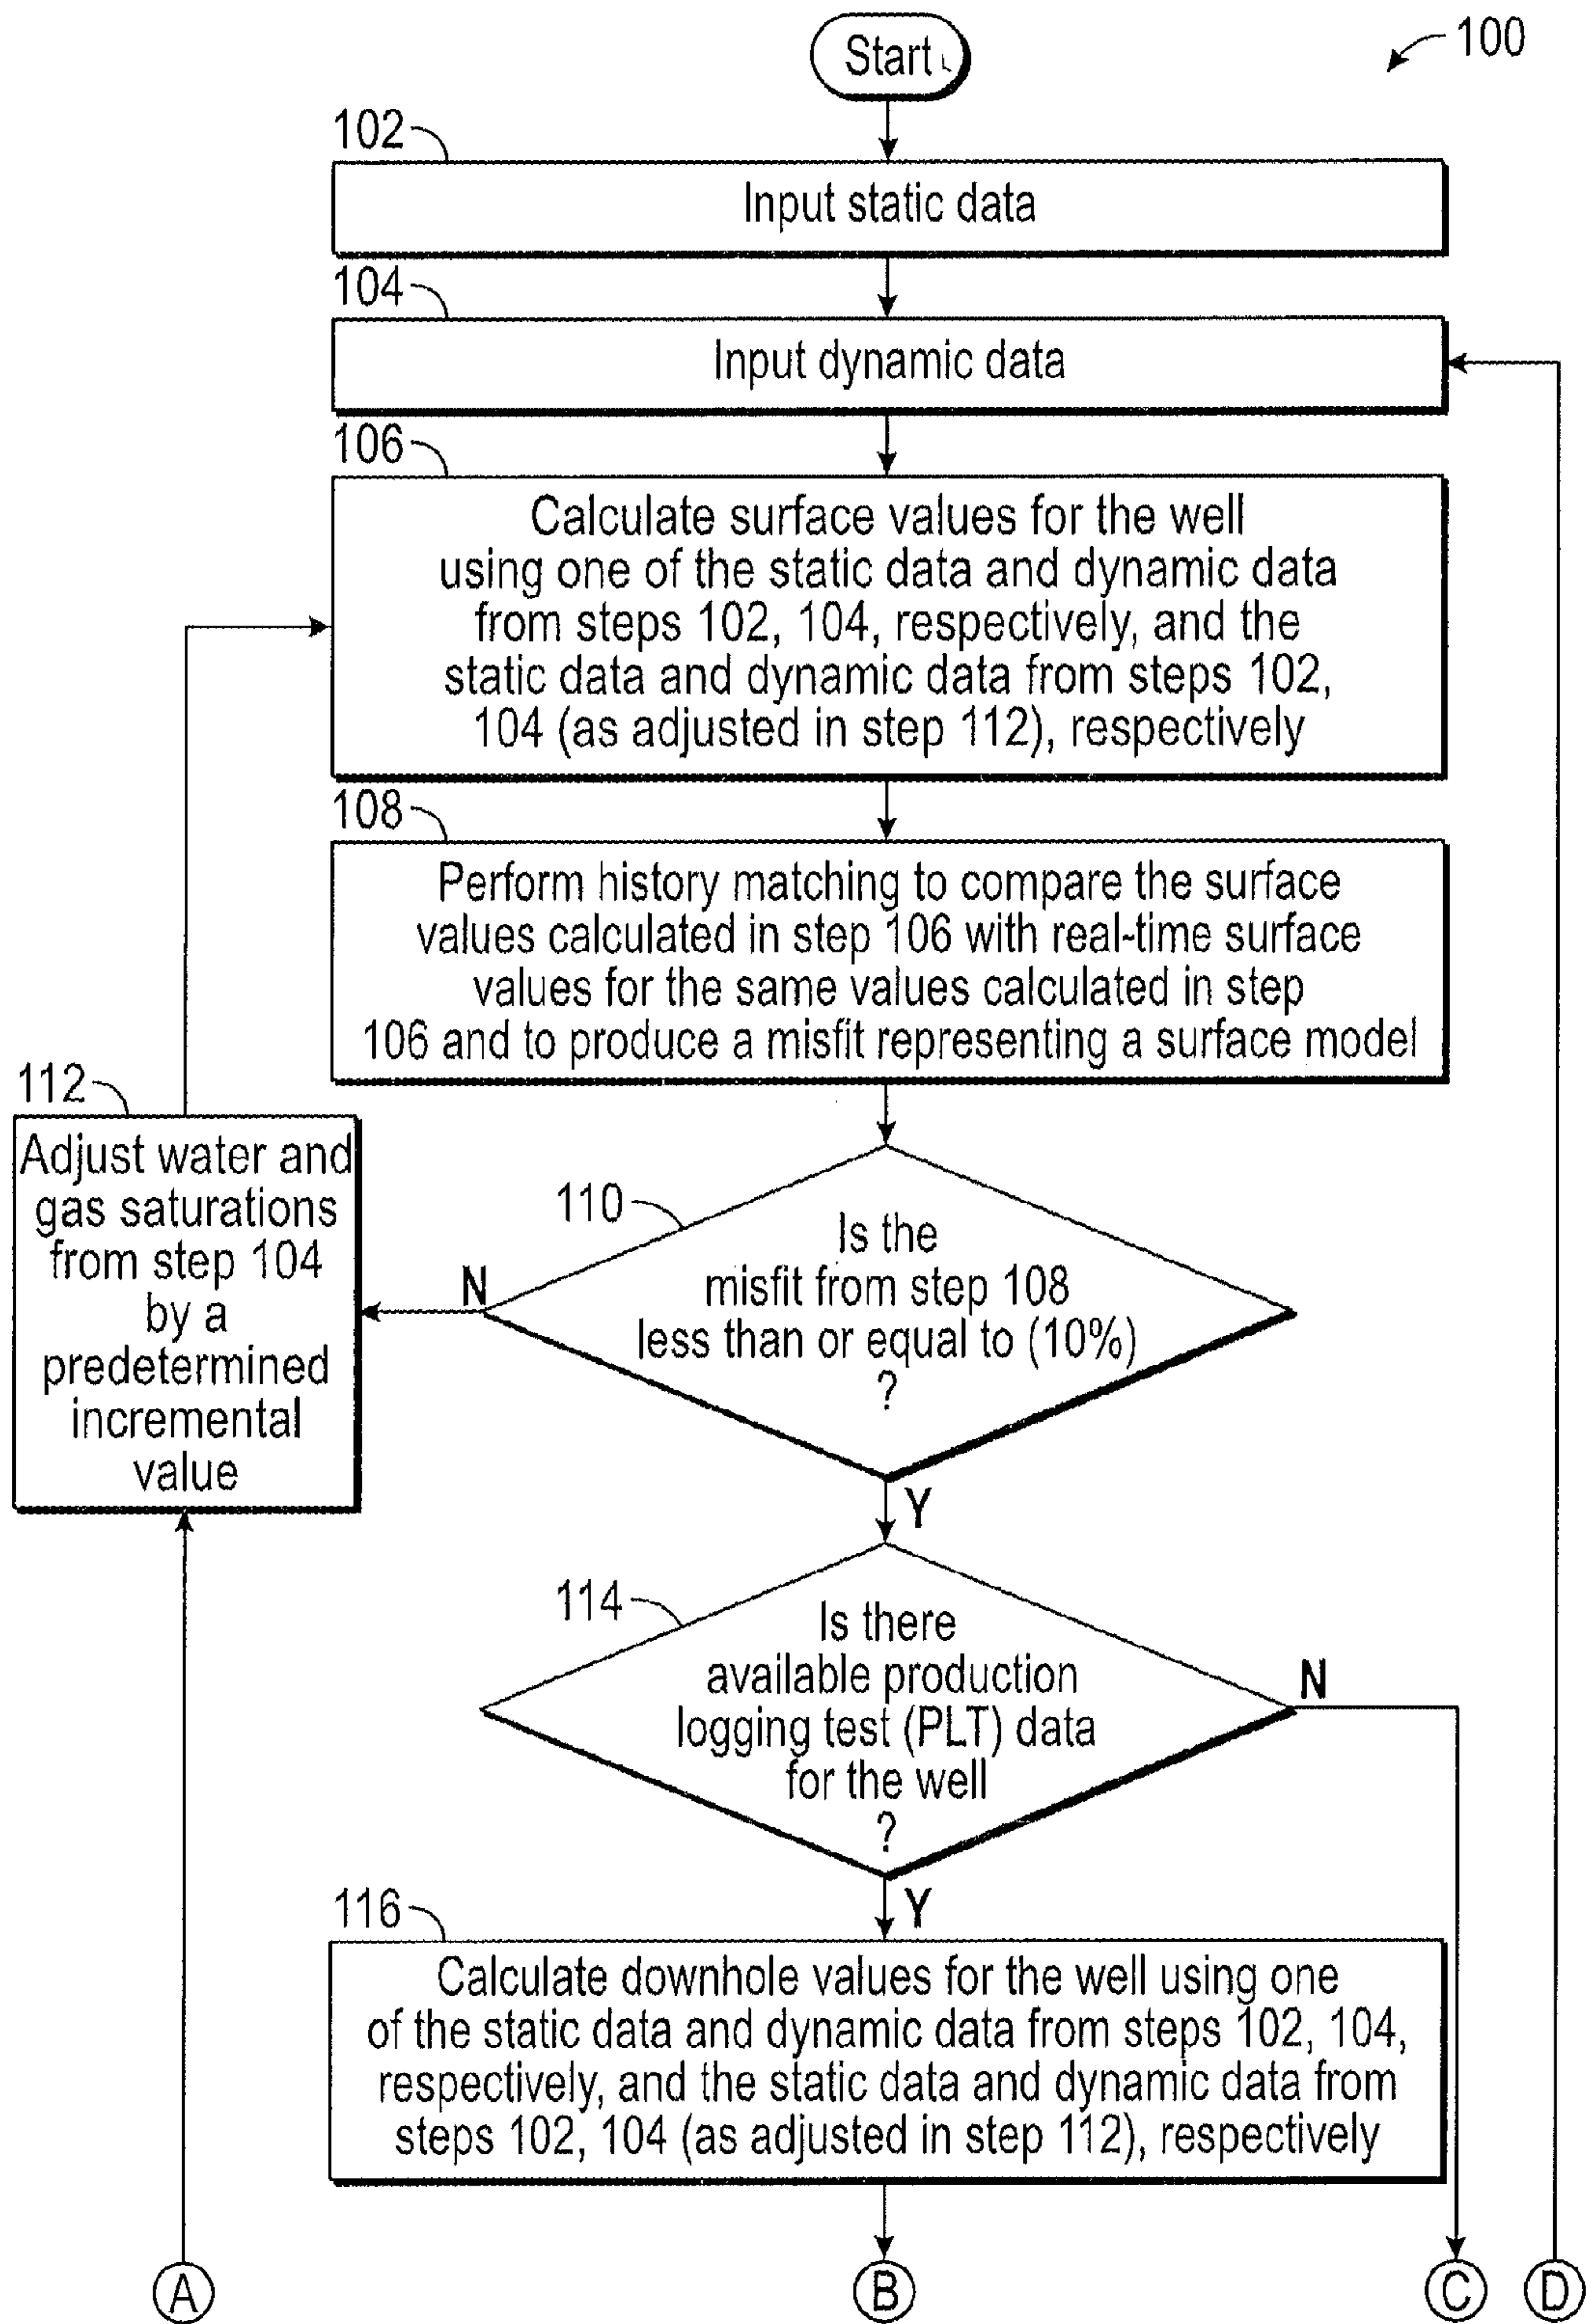 Start
100
102
Input static data
104
Input dynamic data
106
Calculate surface values for the well
using one of the static data and dynamic data
from steps 102, 104, respectively, and the
static data and dynamic data from steps 102,
104 (as adjusted in step 112), respectively
108
Perform history matching to compare the surface
values calculated in step 106 with real-time surface
values for the same values calculated in step
106 and to produce a misfit representing a surface model
112
Adjust water and
gas saturations
from step 104
by a
predetermined
incremental
value
110
Is the
misfit from step 108
less than or equal to (10%)
?
N
Y
114
Is there
available production
logging test (PLT) data
for the well
?
N
Y
116
Calculate downhole values for the well using one
of the static data and dynamic data from steps 102, 104,
respectively, and the static data and dynamic data from
steps 102, 104 (as adjusted in step 112), respectively
A
B
C
D